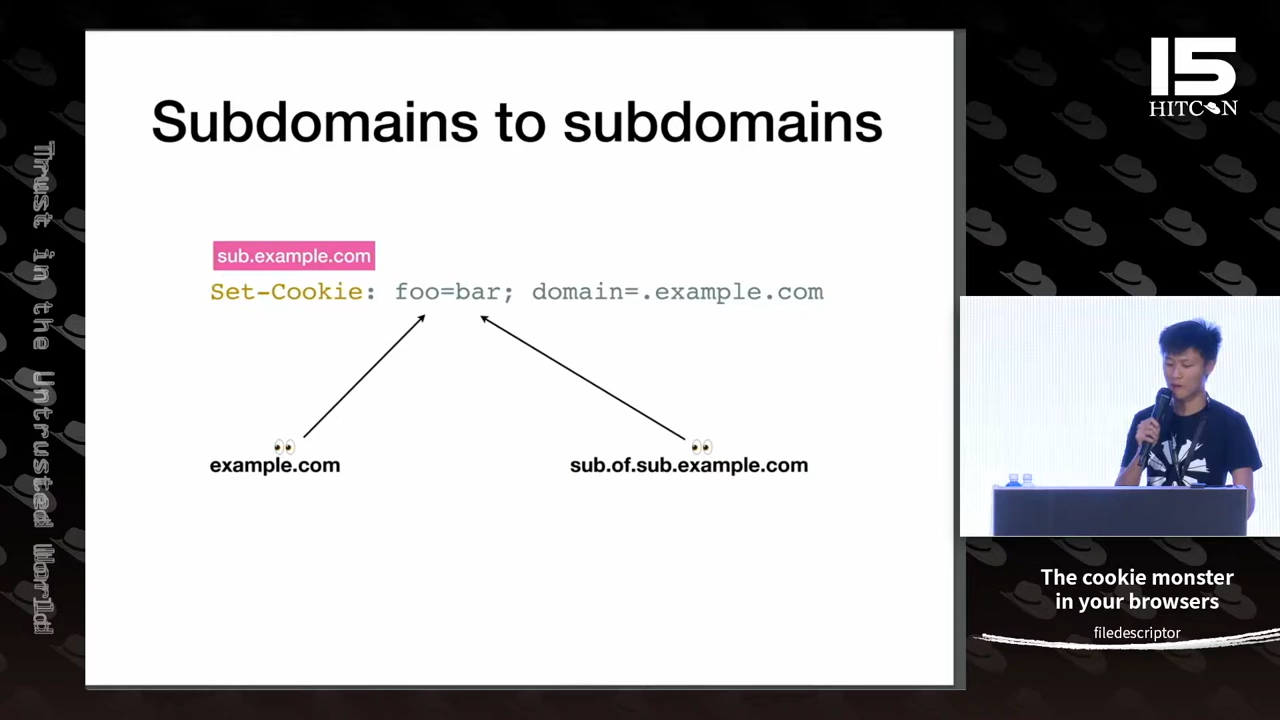 Subdomains to subdomains
sub.example.com
Set-Cookie: foo=bar; domain=.example.com
example.com
sub.of.sub.example.com
15
HITCON
The cookie monster
in your browsers
filedescriptor
Trust in the Untrusted World